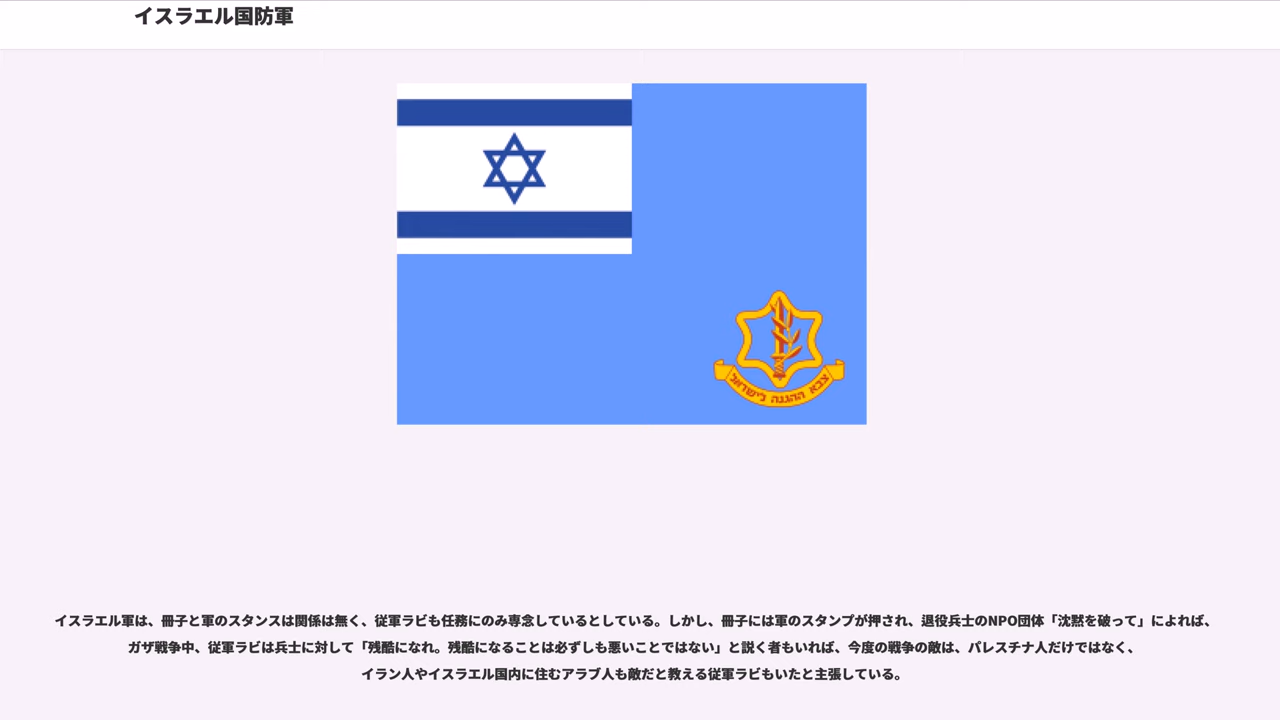 イスラエル国防軍
צבא ההגנה לישראל
イスラエル軍は、冊子と軍のスタンスは関係は無く、従軍ラビも任務にのみ専念しているとしている。しかし、冊子には軍のスタンプが押され、退役兵士のNPO団体「沈黙を破って」によれば、
ガザ戦争中、従軍ラビは兵士に対して「残酷になれ。残酷になることは必ずしも悪いことではない」と説く者もいれば、今度の戦争の敵は、パレスチナ人だけではなく、
イラン人やイスラエル国内に住むアラブ人も敵だと教える従軍ラビもいたと主張している。